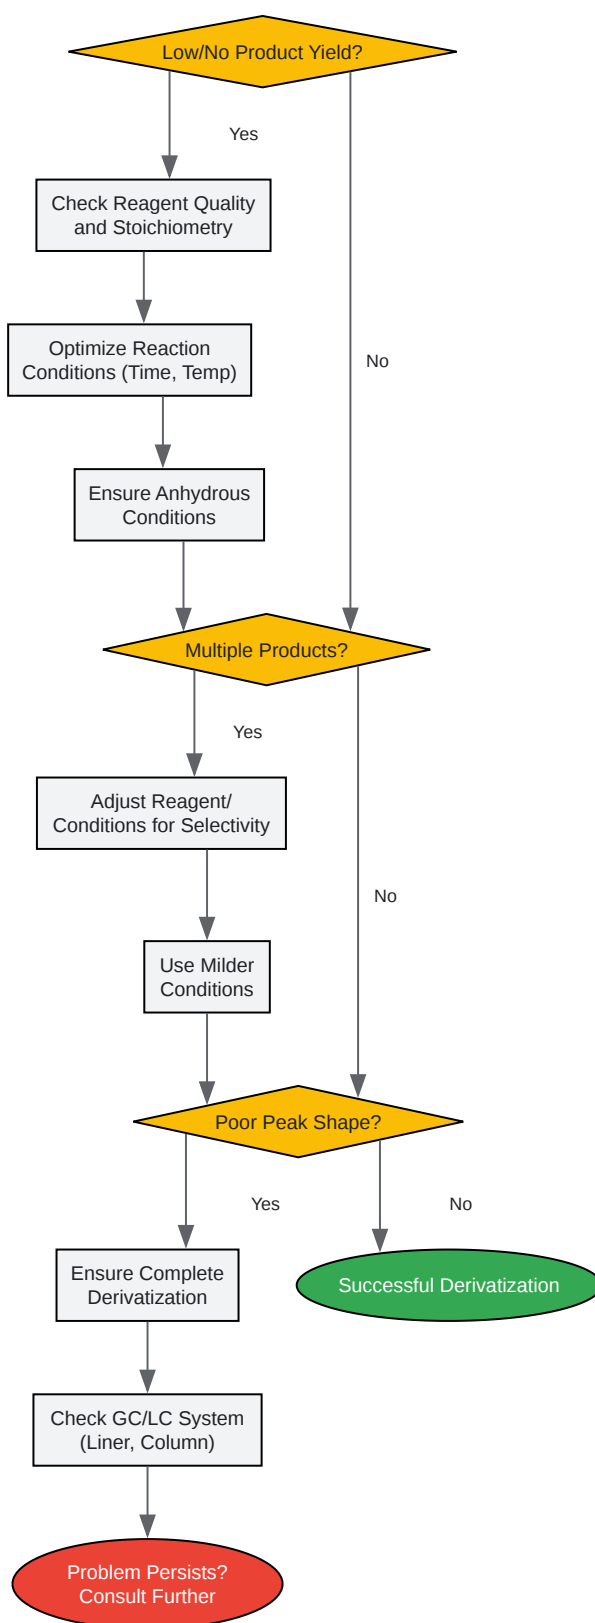 Low/No Product Yield?
Yes
Check Reagent Quality
and Stoichiometry
Optimize Reaction
Conditions (Time, Temp)
No
Ensure Anhydrous
Conditions
Multiple Products?
Yes
Adjust Reagent/
Conditions for Selectivity
No
Use Milder
Conditions
Poor Peak Shape?
Yes
No
Ensure Complete
Derivatization
Successful Derivatization
Check GC/LC System
(Liner, Column)
Problem Persists?
Consult Further